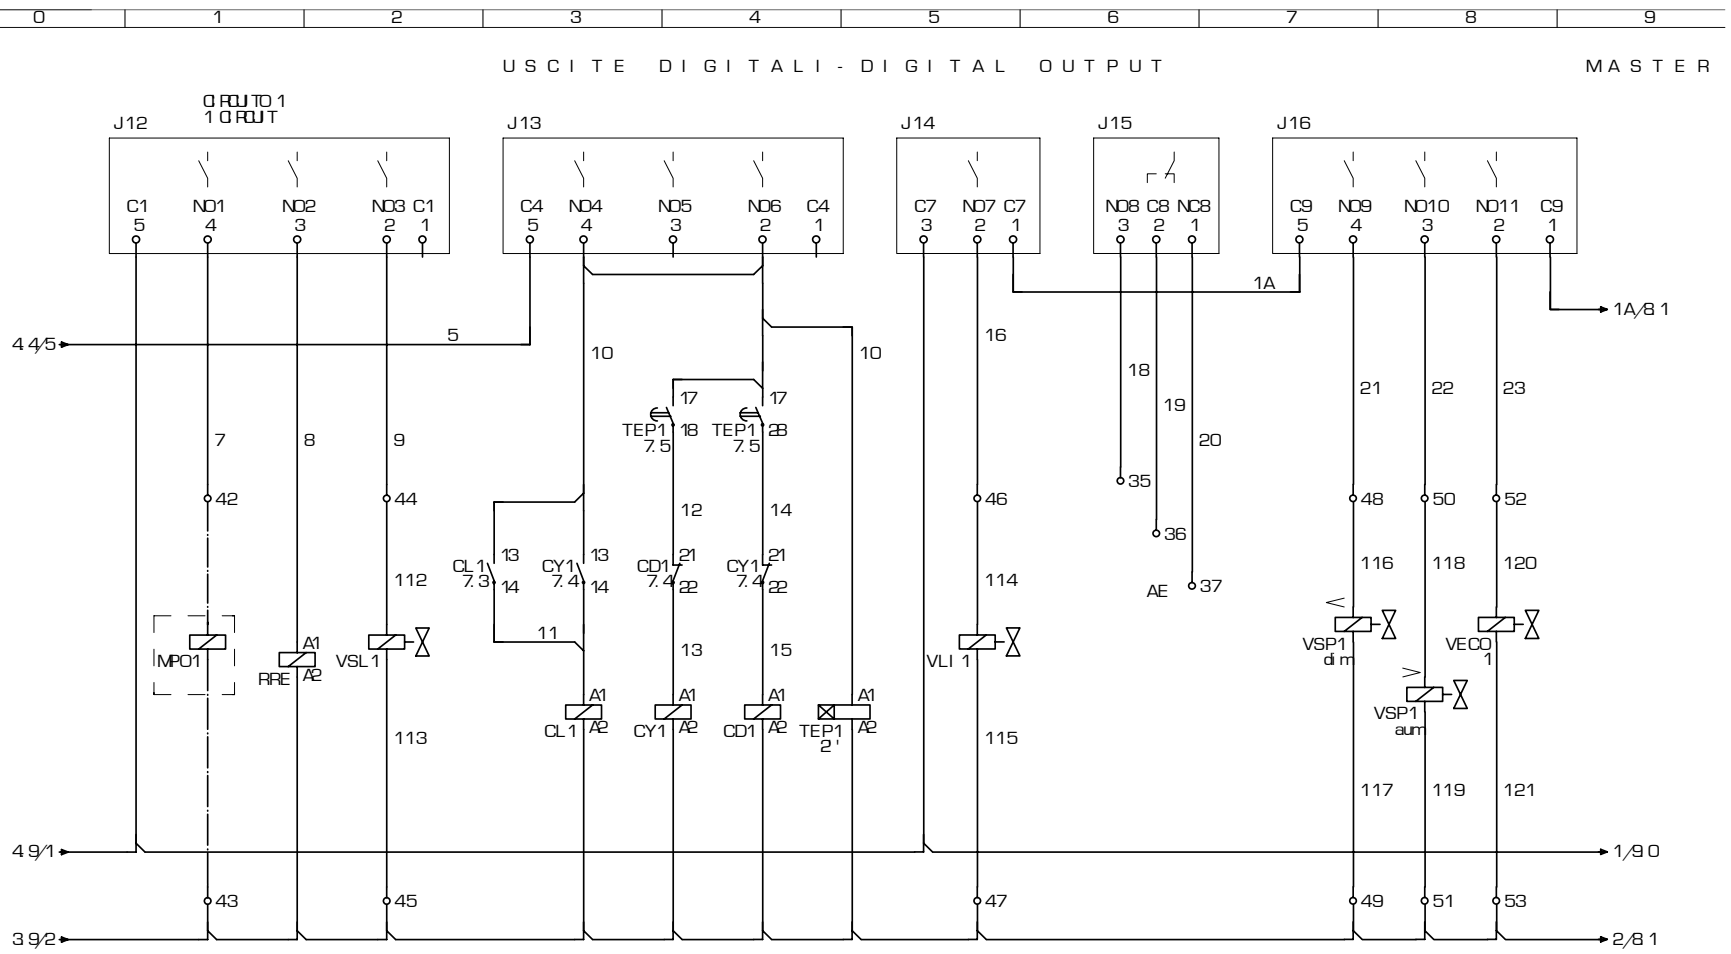 0 1 2 3 4 5 6 7 8 9
USCITE DIGITALI - DIGITAL OUTPUT MASTER
CIRCUITO 1
1 CIRCUIT
J12 J13 J14 J15 J16
C1 NO1 NO2 NO3 C1 C4 NO4 NO5 NO6 C4 C7 NO7 C7 NO8 C8 NC8 C9 NO9 NO10 NO11 C9
5 4 3 2 1 5 4 3 2 1 3 2 1 3 2 1 5 4 3 2 1
1A
1A/8.1
4.4/5 5 10 10 16
18 21 22 23
17 17 19
TEP1 18 TEP1 28
7.5 7.5
7 8 9 20
35
42 44 46 48 50 52
12 14
36
13 13 21 21
CL1 CY1 CD1 CY1
7.3 14 7.4 14 7.4 22 7.4 22
112 114 116 118 120
AE 37
<
11
A1
MPO1 RRE A2 VSL1 13 15 VLI 1 VSP1 VECO
dim 1
>
A1 A1 A1 A1
VSP1
aum
CL1 A2 CY1 A2 CD1 A2 TEP1 A2
2'
113 115
117 119 121
4.9/1 1/9.0
43 45 47 49 51 53
3.9/2 2/8.1